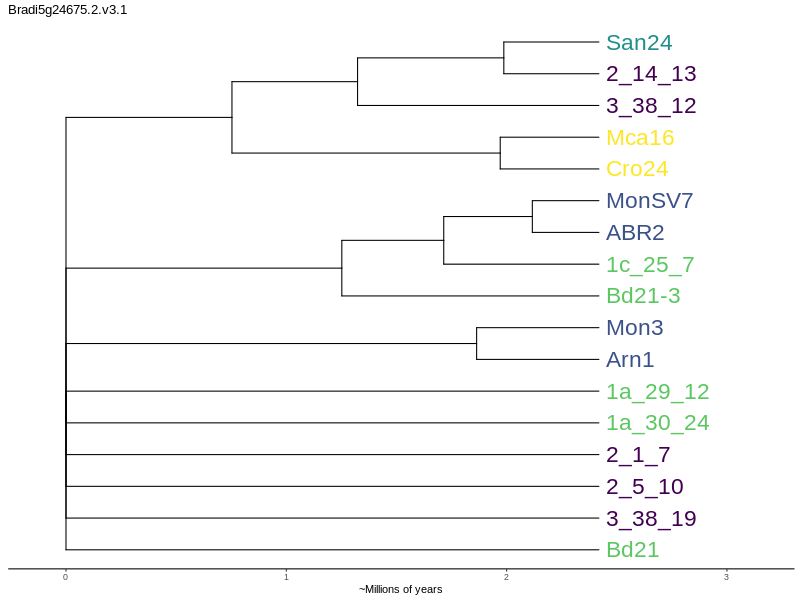 Bradi5g24675.2.v3.1
San24
2_14_13
3_38_12
Mca16
Cro24
MonSV7
ABR2
1c_25_7
Bd21-3
Mon3
Arn1
1a_29_12
1a_30_24
2_1_7
2_5_10
3_38_19
Bd21
0 1 2 3
~Millions of years